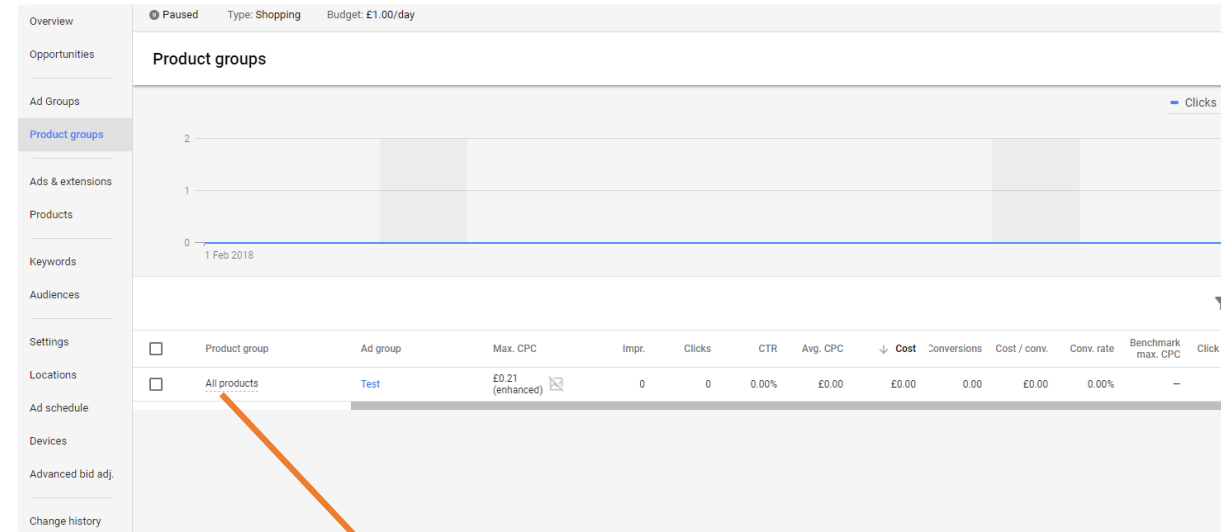 Overview
Opportunities
Ad Groups
Product groups
Ads & extensions
Products
Keywords
Audiences
Settings
Locations
Ad schedule
Devices
Advanced bid adj.
Change history
Paused Type: Shopping Budget: £1.00/day
Product groups
Clicks
2
1
0
1 Feb 2018
Product group Ad group Max. CPC Impr. Clicks CTR Avg. CPC Cost Conversions Cost / conv. Conv. rate Benchmark max. CPC Click
All products Test £0.21 (enhanced) 0 0 0.00% £0.00 £0.00 0.00 £0.00 0.00% –